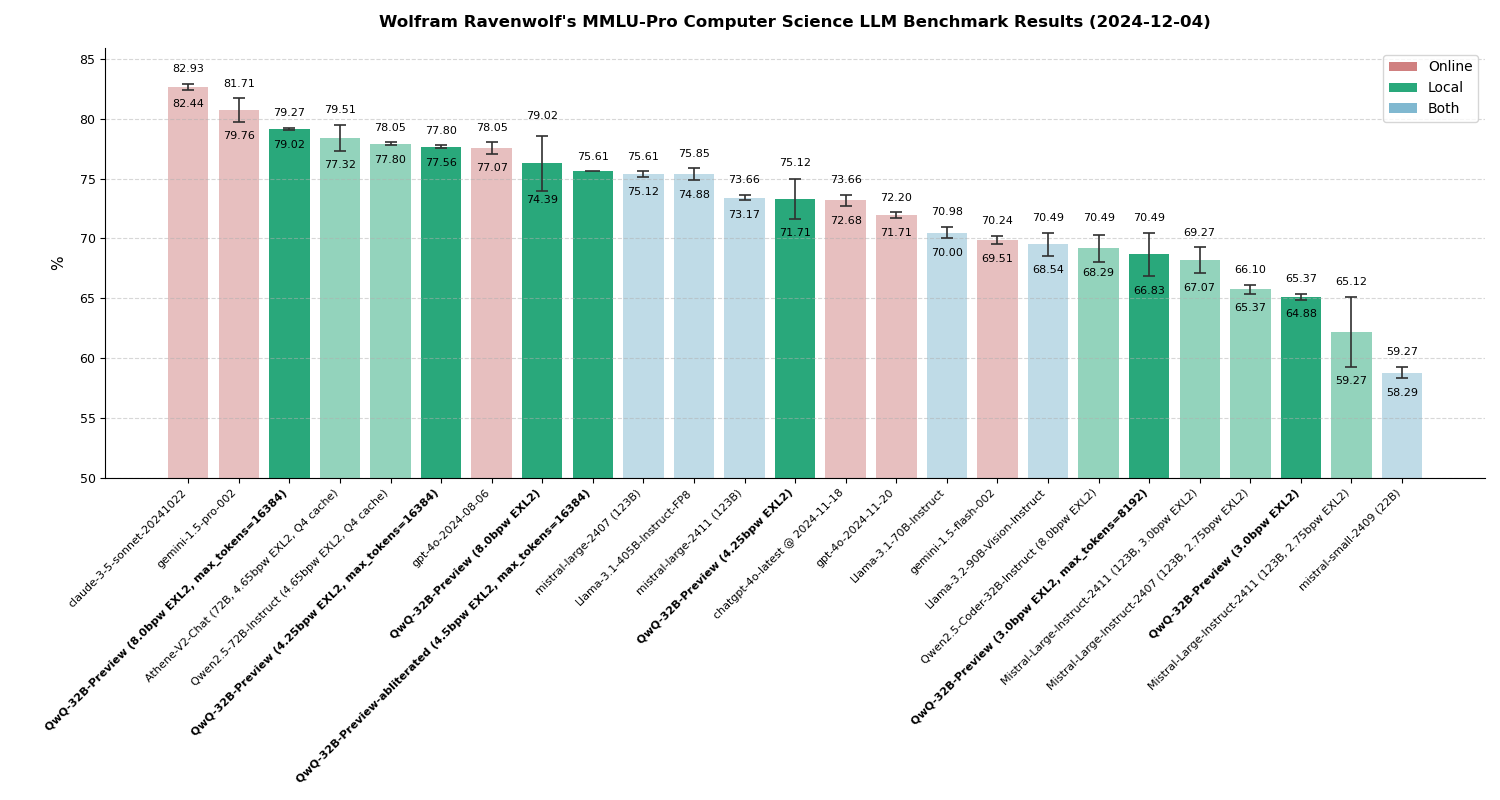 Wolfram Ravenwolf's MMLU-Pro Computer Science LLM Benchmark Results (2024-12-04)
Online
Local
Both
%
85
80
75
70
65
60
55
50
82.93
82.44
81.71
79.76
79.27
79.02
79.51
77.32
78.05
77.80
77.80
77.56
78.05
77.07
79.02
74.39
75.61
75.61
75.12
75.85
74.88
73.66
73.17
75.12
71.71
73.66
72.68
72.20
71.71
70.98
70.00
70.24
69.51
70.49
68.54
70.49
68.29
70.49
66.83
69.27
67.07
66.10
65.37
65.37
64.88
65.12
59.27
59.27
58.29
claude-3-5-sonnet-20241022
gemini-1.5-pro-002
QwQ-32B-Preview (8.0bpw EXL2, max_tokens=16384)
Athene-V2-Chat (72B, 4.65bpw EXL2, Q4 cache)
Qwen2.5-72B-Instruct (4.65bpw EXL2, Q4 cache)
QwQ-32B-Preview (4.25bpw EXL2, max_tokens=16384)
gpt-4o-2024-08-06
QwQ-32B-Preview (8.0bpw EXL2)
QwQ-32B-Preview-abliterated (4.5bpw EXL2, max_tokens=16384)
mistral-large-2407 (123B)
Llama-3.1-405B-Instruct-FP8
mistral-large-2411 (123B)
QwQ-32B-Preview (4.25bpw EXL2)
chatgpt-4o-latest @ 2024-11-18
gpt-4o-2024-11-20
Llama-3.1-70B-Instruct
gemini-1.5-flash-002
Llama-3.2-90B-Vision-Instruct
Qwen2.5-Coder-32B-Instruct (8.0bpw EXL2)
QwQ-32B-Preview (3.0bpw EXL2, max_tokens=8192)
Mistral-Large-Instruct-2411 (123B, 3.0bpw EXL2)
Mistral-Large-Instruct-2407 (123B, 2.75bpw EXL2)
QwQ-32B-Preview (3.0bpw EXL2)
Mistral-Large-Instruct-2411 (123B, 2.75bpw EXL2)
mistral-small-2409 (22B)